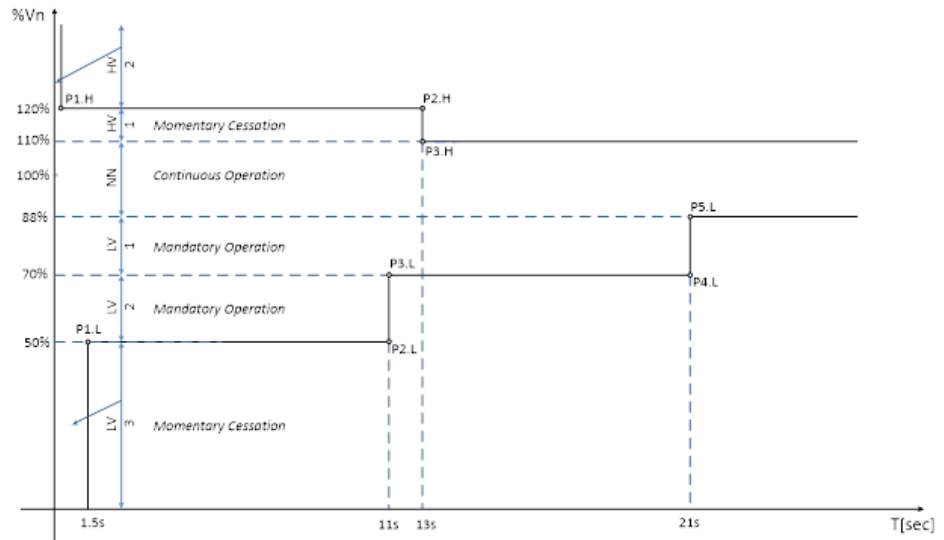 %Vn
HV 2
120%
P1.H
P2.H
HV 1
Momentary Cessation
110%
P3.H
100%
NN
Continuous Operation
88%
P5.L
LV 1
Mandatory Operation
70%
P3.L
P4.L
LV 2
Mandatory Operation
P1.L
50%
P2.L
LV 3
Momentary Cessation
1.5s
11s
13s
21s
T[sec]